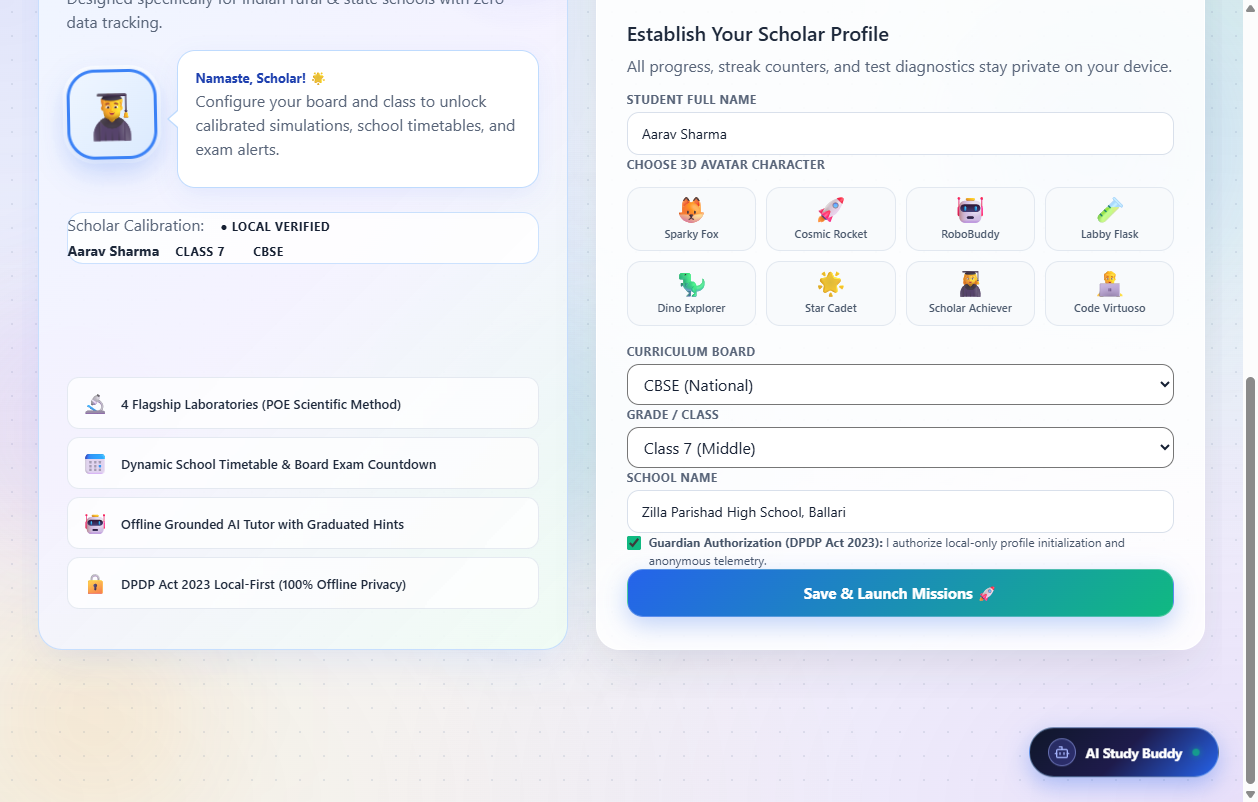 Designed specifically for Indian rural & state schools with zero
data tracking.
Namaste, Scholar! 🌟
Configure your board and class to unlock
calibrated simulations, school timetables, and
exam alerts.
Scholar Calibration: ● LOCAL VERIFIED
Aarav Sharma CLASS 7 CBSE
4 Flagship Laboratories (POE Scientific Method)
Dynamic School Timetable & Board Exam Countdown
Offline Grounded AI Tutor with Graduated Hints
DPDP Act 2023 Local-First (100% Offline Privacy)
Establish Your Scholar Profile
All progress, streak counters, and test diagnostics stay private on your device.
STUDENT FULL NAME
Aarav Sharma
CHOOSE 3D AVATAR CHARACTER
Sparky Fox
Cosmic Rocket
RoboBuddy
Labby Flask
Dino Explorer
Star Cadet
Scholar Achiever
Code Virtuoso
CURRICULUM BOARD
CBSE (National)
GRADE / CLASS
Class 7 (Middle)
SCHOOL NAME
Zilla Parishad High School, Ballari
Guardian Authorization (DPDP Act 2023): I authorize local-only profile initialization and
anonymous telemetry.
Save & Launch Missions 🚀
AI Study Buddy